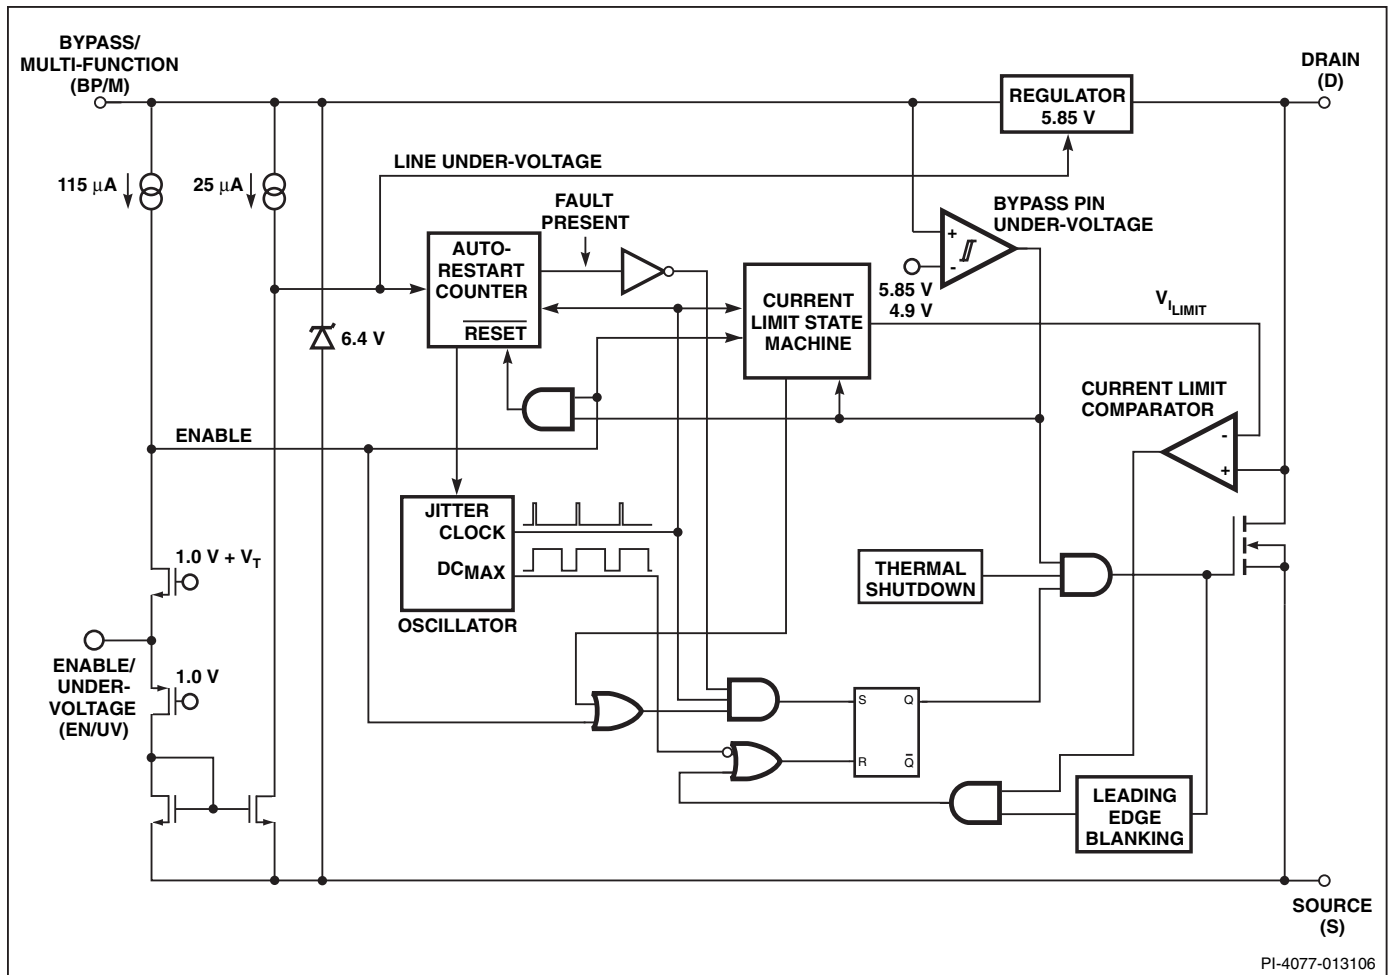 BYPASS/
MULTI-FUNCTION
(BP/M)
DRAIN
(D)
REGULATOR
5.85 V
LINE UNDER-VOLTAGE
115 μA
25 μA
FAULT
PRESENT
BYPASS PIN
UNDER-VOLTAGE
+
-
5.85 V
4.9 V
AUTO-
RESTART
COUNTER
RESET
6.4 V
CURRENT
LIMIT STATE
MACHINE
VILIMIT
CURRENT LIMIT
COMPARATOR
-
+
ENABLE
JITTER
CLOCK
DCMAX
OSCILLATOR
1.0 V + VT
THERMAL
SHUTDOWN
ENABLE/
UNDER-
VOLTAGE
(EN/UV)
1.0 V
S Q
R Q̅
LEADING
EDGE
BLANKING
SOURCE
(S)
PI-4077-013106